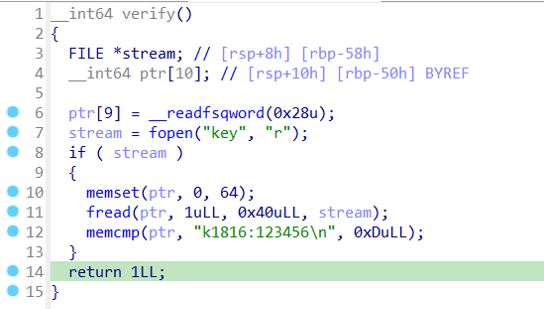 1 __int64 verify()
2 {
3 FILE *stream; // [rsp+8h] [rbp-58h]
4 __int64 ptr[10]; // [rsp+10h] [rbp-50h] BYREF
5
6 ptr[9] = __readfsqword(0x28u);
7 stream = fopen("key", "r");
8 if ( stream )
9 {
10 memset(ptr, 0, 64);
11 fread(ptr, 1uLL, 0x40uLL, stream);
12 memcmp(ptr, "k1816:123456\n", 0xDuLL);
13 }
14 return 1LL;
15 }